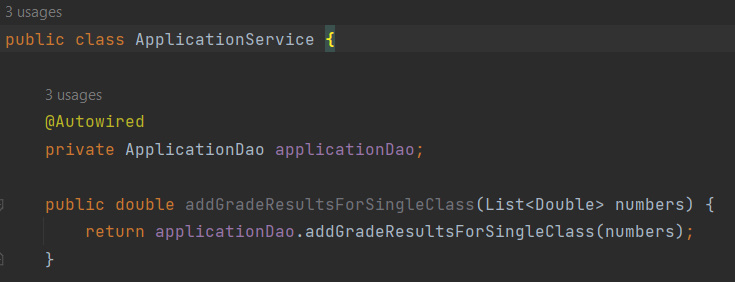 3 usages
public class ApplicationService {
3 usages
@Autowired
private ApplicationDao applicationDao;
public double addGradeResultsForSingleClass(List<Double> numbers) {
return applicationDao.addGradeResultsForSingleClass(numbers);
}